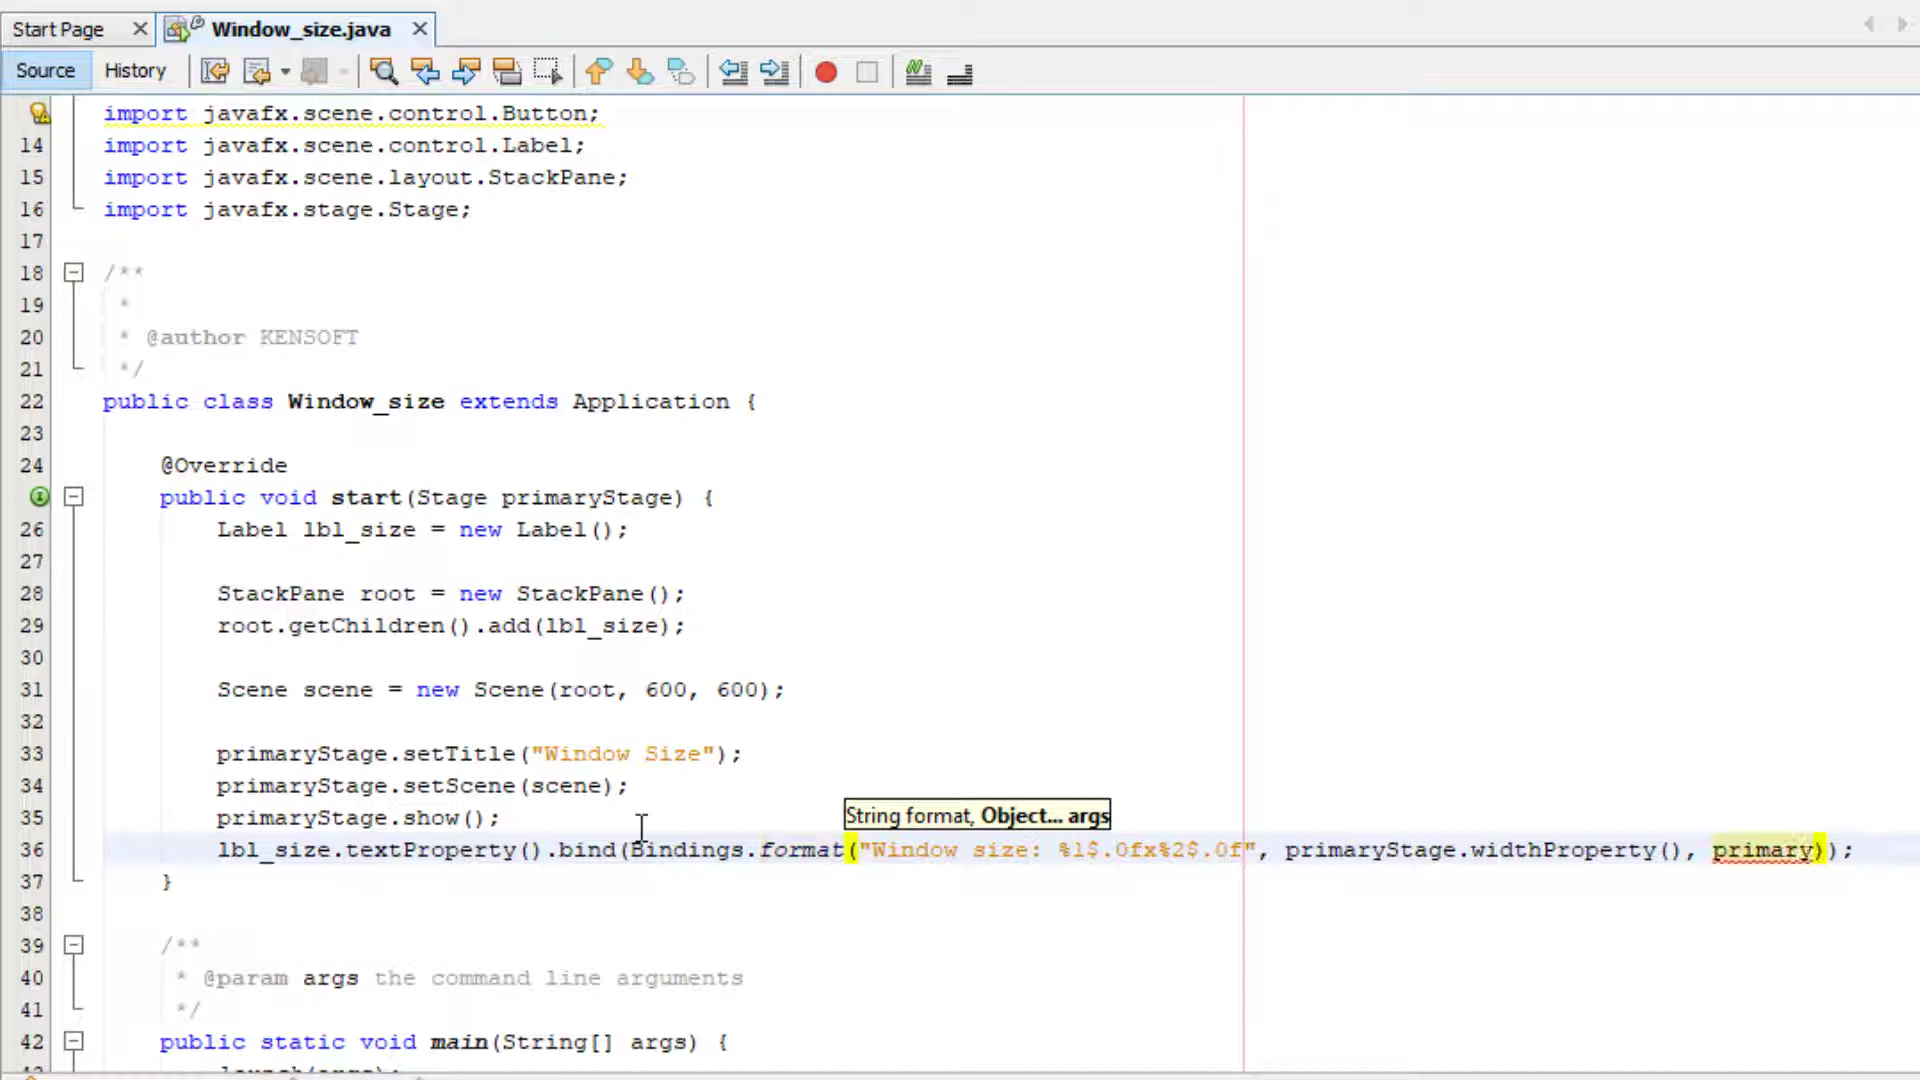 Start Page
Window_size.java
Source History
import javafx.scene.control.Button;
14 import javafx.scene.control.Label;
15 import javafx.scene.layout.StackPane;
16 import javafx.stage.Stage;
17
18 /**
19 *
20 * @author KENSOFT
21 */
22 public class Window_size extends Application {
23
24 @Override
public void start(Stage primaryStage) {
26 Label lbl_size = new Label();
27
28 StackPane root = new StackPane();
29 root.getChildren().add(lbl_size);
30
31 Scene scene = new Scene(root, 600, 600);
32
33 primaryStage.setTitle("Window Size");
34 primaryStage.setScene(scene);
35 primaryStage.show();
String format, Object... args
36 lbl_size.textProperty().bind(Bindings.format("Window size: %1$.0fx%2$.0f", primaryStage.widthProperty(), primary));
37 }
38
39 /**
40 * @param args the command line arguments
41 */
42 public static void main(String[] args) {
launch(args);